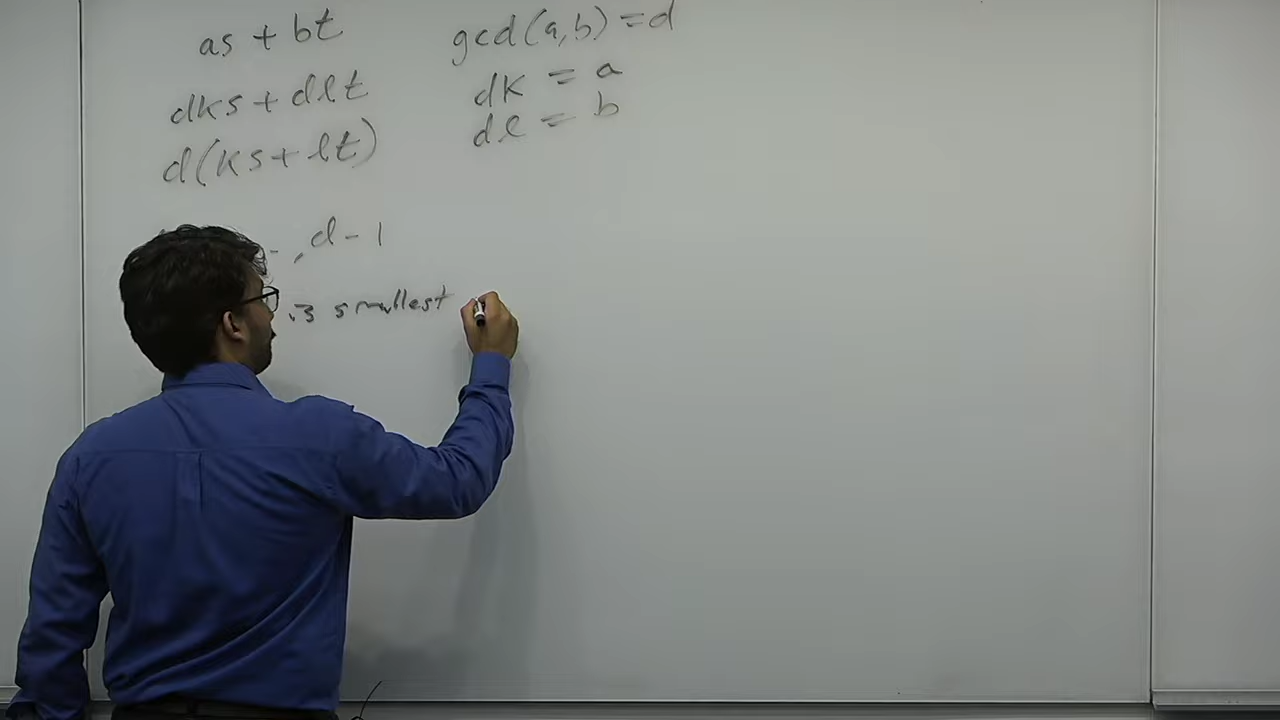 as + bt
dks + dlt
d(ks + lt)
gcd(a,b) = d
dk = a
dl = b
, d - 1
is smallest